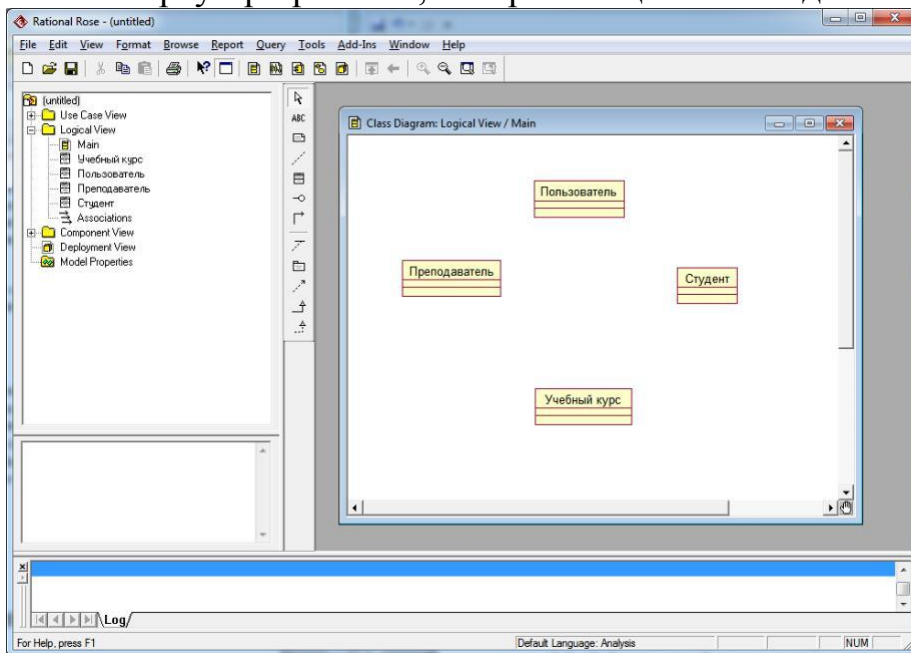 Rational Rose - (untitled)
File Edit View Format Browse Report Query Tools Add-Ins Window Help
(untitled)
Use Case View
Logical View
Main
Учебный курс
Пользователь
Преподаватель
Студент
Associations
Component View
Deployment View
Model Properties
ABC
Class Diagram: Logical View / Main
Пользователь
Преподаватель
Студент
Учебный курс
Log
For Help, press F1
Default Language: Analysis
NUM